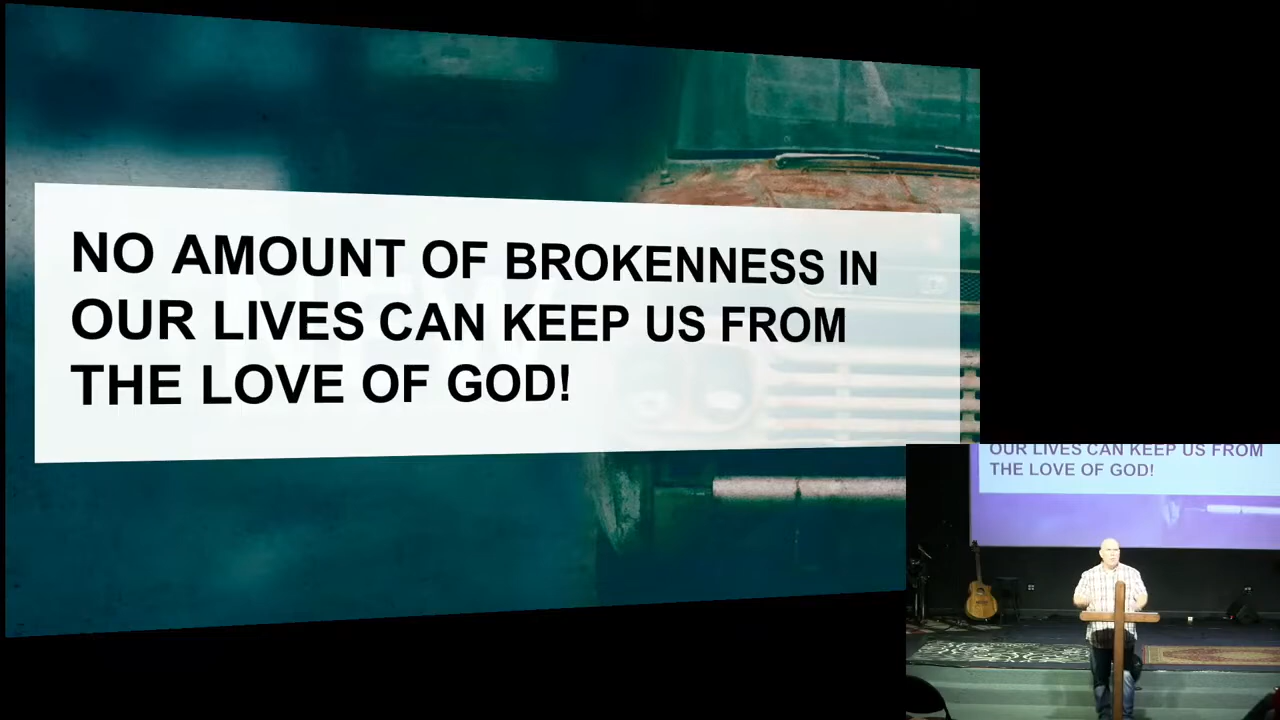 NO AMOUNT OF BROKENNESS IN
OUR LIVES CAN KEEP US FROM
THE LOVE OF GOD!
OUR LIVES CAN KEEP US FROM
THE LOVE OF GOD!